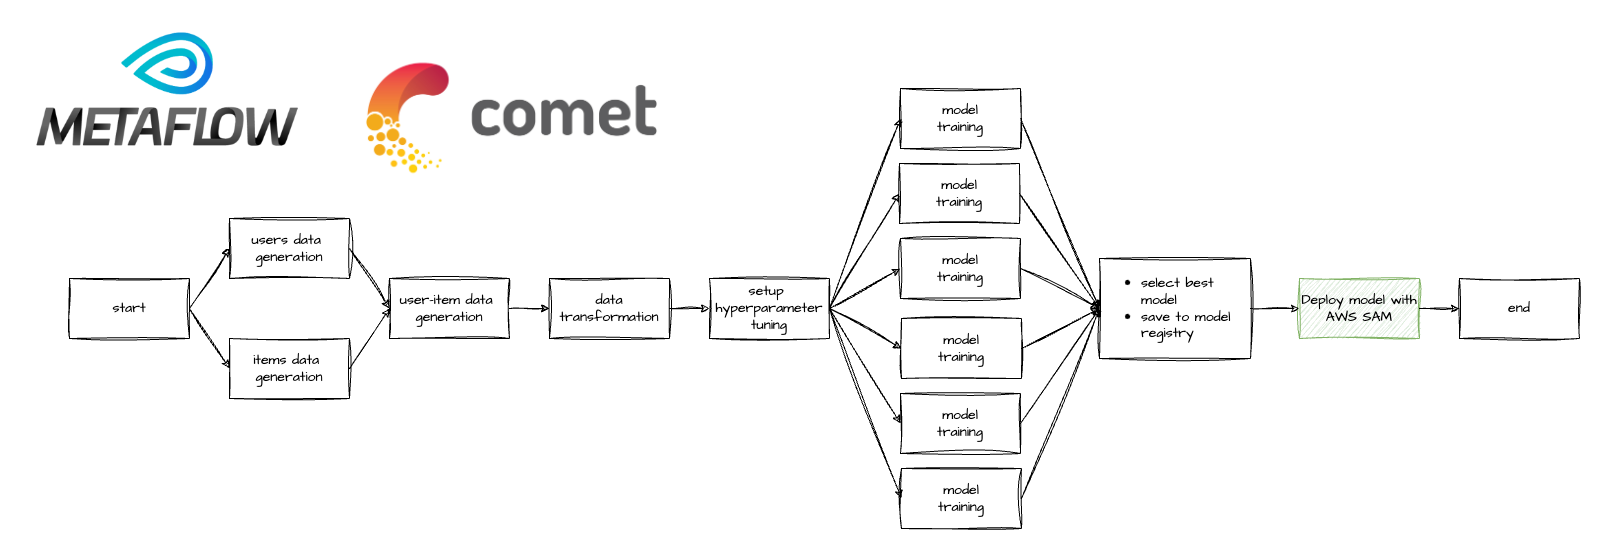 METAFLOW
comet
start
users data
generation
items data
generation
user-item data
generation
data
transformation
setup
hyperparameter
tuning
model
training
model
training
model
training
model
training
model
training
model
training
• select best
model
• save to model
registry
Deploy model with
AWS SAM
end